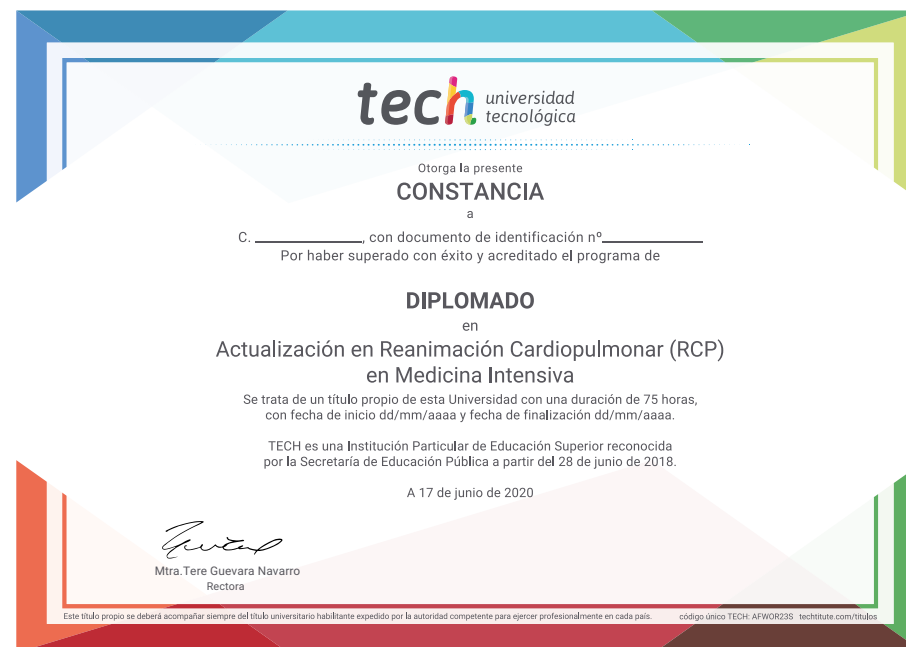 tech universidad
tecnológica
Otorga la presente
CONSTANCIA
a
C. ______________, con documento de identificación nº_____________
Por haber superado con éxito y acreditado el programa de
DIPLOMADO
en
Actualización en Reanimación Cardiopulmonar (RCP)
en Medicina Intensiva
Se trata de un título propio de esta Universidad con una duración de 75 horas,
con fecha de inicio dd/mm/aaaa y fecha de finalización dd/mm/aaaa.
TECH es una Institución Particular de Educación Superior reconocida
por la Secretaría de Educación Pública a partir del 28 de junio de 2018.
A 17 de junio de 2020
Mtra.Tere Guevara Navarro
Rectora
Este título propio se deberá acompañar siempre del título universitario habilitante expedido por la autoridad competente para ejercer profesionalmente en cada país. código único TECH: AFWOR23S techtitute.com/titulos